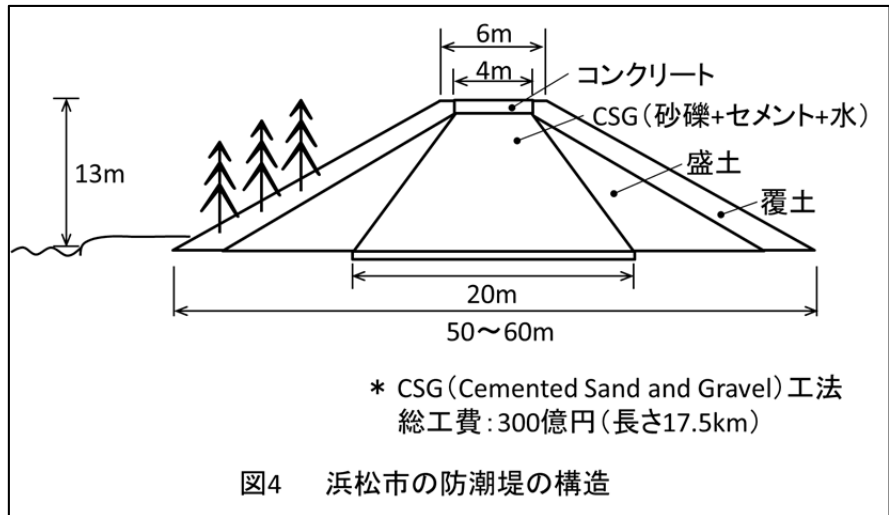 6m
4m
コンクリート
CSG(砂礫+セメント+水)
盛土
13m
覆土
20m
50～60m
* CSG(Cemented Sand and Gravel)工法
総工費:300億円(長さ17.5km)
図4 浜松市の防潮堤の構造